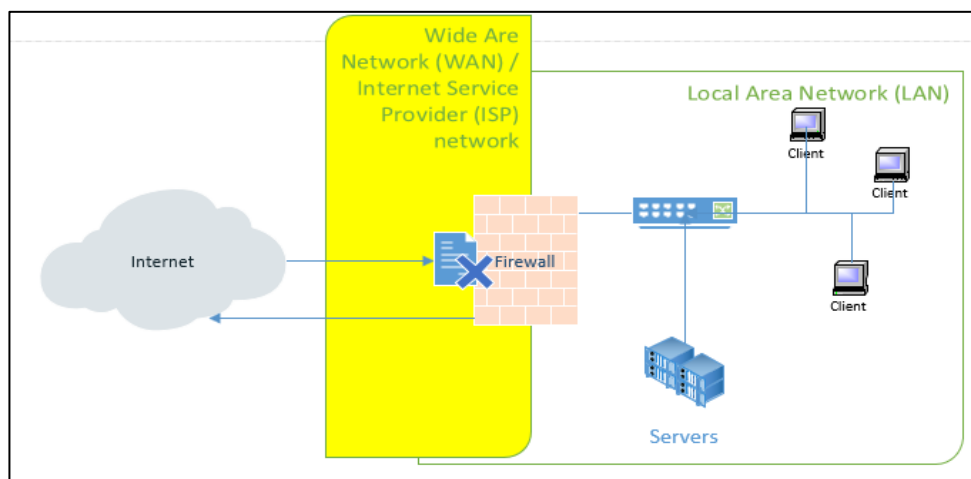 Wide Are
Network (WAN) /
Internet Service
Provider (ISP)
network
Local Area Network (LAN)
Client
Client
Internet
Firewall
Client
Servers